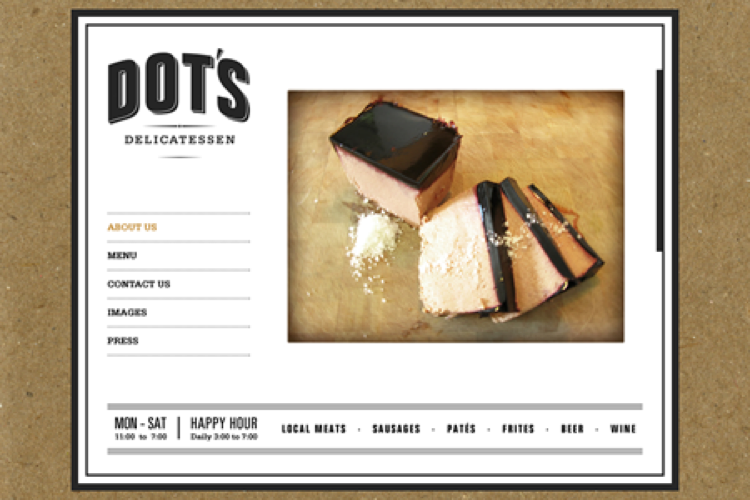 DOT'S
DELICATESSEN
ABOUT US
MENU
CONTACT US
IMAGES
PRESS
MON - SAT | HAPPY HOUR
11:00 to 7:00 Daily 3:00 to 7:00
LOCAL MEATS · SAUSAGES · PATÉS · FRITES · BEER · WINE